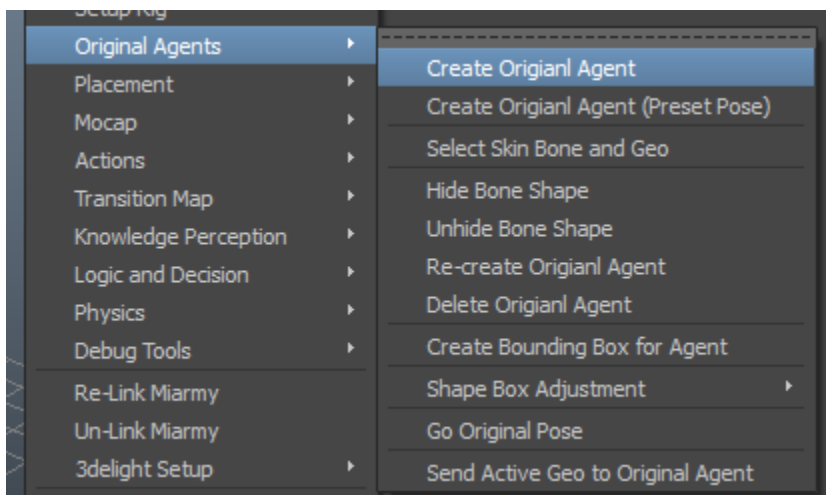 Setup Rig
Original Agents
Placement
Mocap
Actions
Transition Map
Knowledge Perception
Logic and Decision
Physics
Debug Tools
Re-Link Miarmy
Un-Link Miarmy
3delight Setup
Create Origianl Agent
Create Origianl Agent (Preset Pose)
Select Skin Bone and Geo
Hide Bone Shape
Unhide Bone Shape
Re-create Origianl Agent
Delete Origianl Agent
Create Bounding Box for Agent
Shape Box Adjustment
Go Original Pose
Send Active Geo to Original Agent